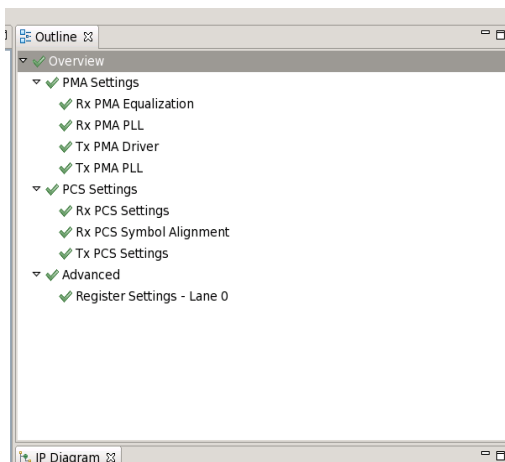 Outline
Overview
PMA Settings
Rx PMA Equalization
Rx PMA PLL
Tx PMA Driver
Tx PMA PLL
PCS Settings
Rx PCS Settings
Rx PCS Symbol Alignment
Tx PCS Settings
Advanced
Register Settings - Lane 0
IP Diagram